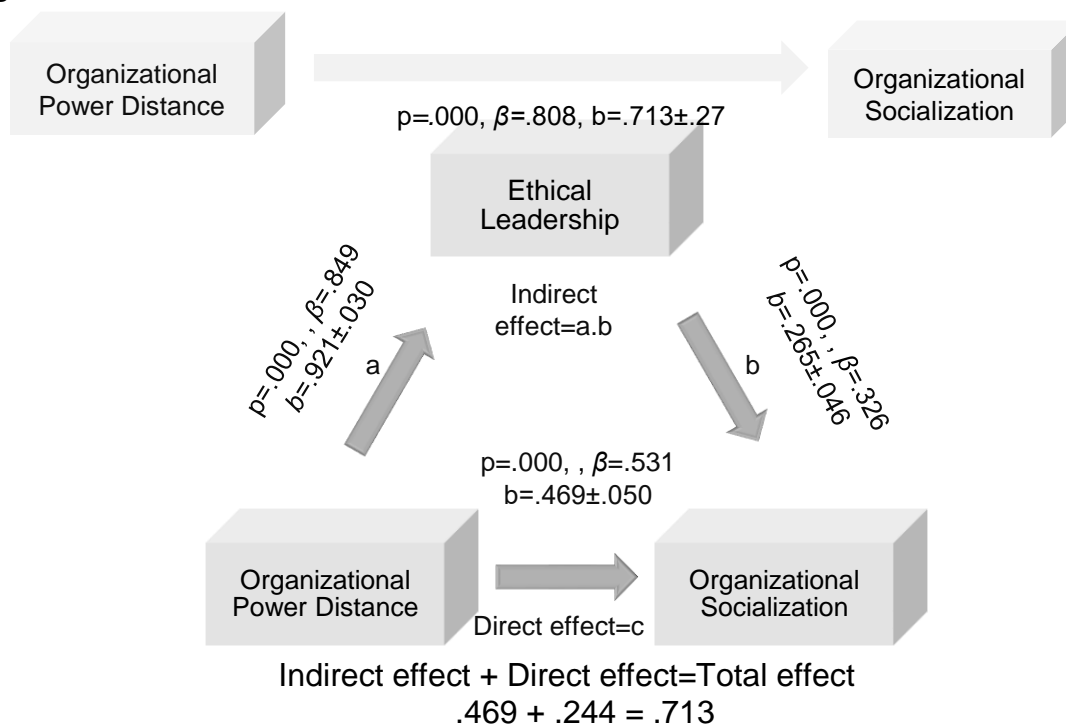 Organizational
Power Distance
Organizational
Socialization
p=.000, β=.808, b=.713±.27
Ethical
Leadership
p=.000, , β=.849
b=.921±.030
Indirect
effect=a.b
p=.000, , β=.326
b=.265±.046
a
b
p=.000, , β=.531
b=.469±.050
Organizational
Power Distance
Organizational
Socialization
Direct effect=c
Indirect effect + Direct effect=Total effect
.469 + .244 = .713